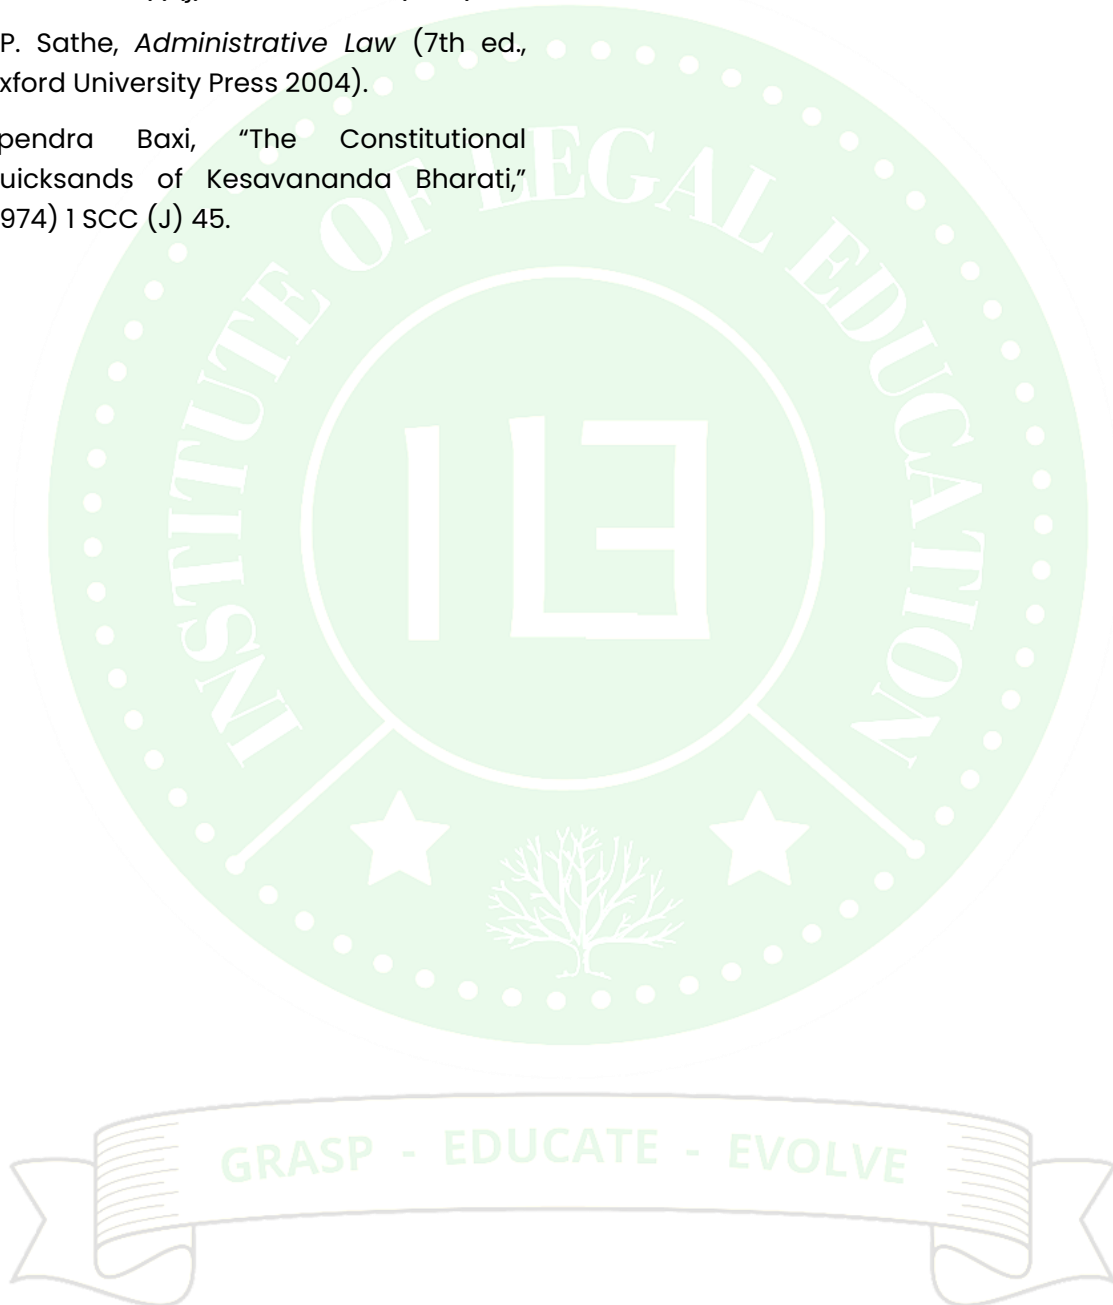 P. Sathe, Administrative Law (7th ed.,
xford University Press 2004).
pendra Baxi, “The Constitutional
uicksands of Kesavananda Bharati,”
974) 1 SCC (J) 45.
INSTITUTE OF LEGAL EDUCATION
ILE
GRASP - EDUCATE - EVOLVE